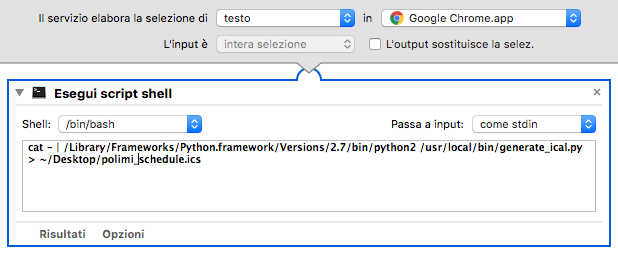 Il servizio elabora la selezione di testo in Google Chrome.app
L'input è intera selezione L'output sostituisce la selez.
Esegui script shell
Shell: /bin/bash Passa a input: come stdin
cat - | /Library/Frameworks/Python.framework/Versions/2.7/bin/python2 /usr/local/bin/generate_ical.py
> ~/Desktop/polimi_schedule.ics
Risultati Opzioni